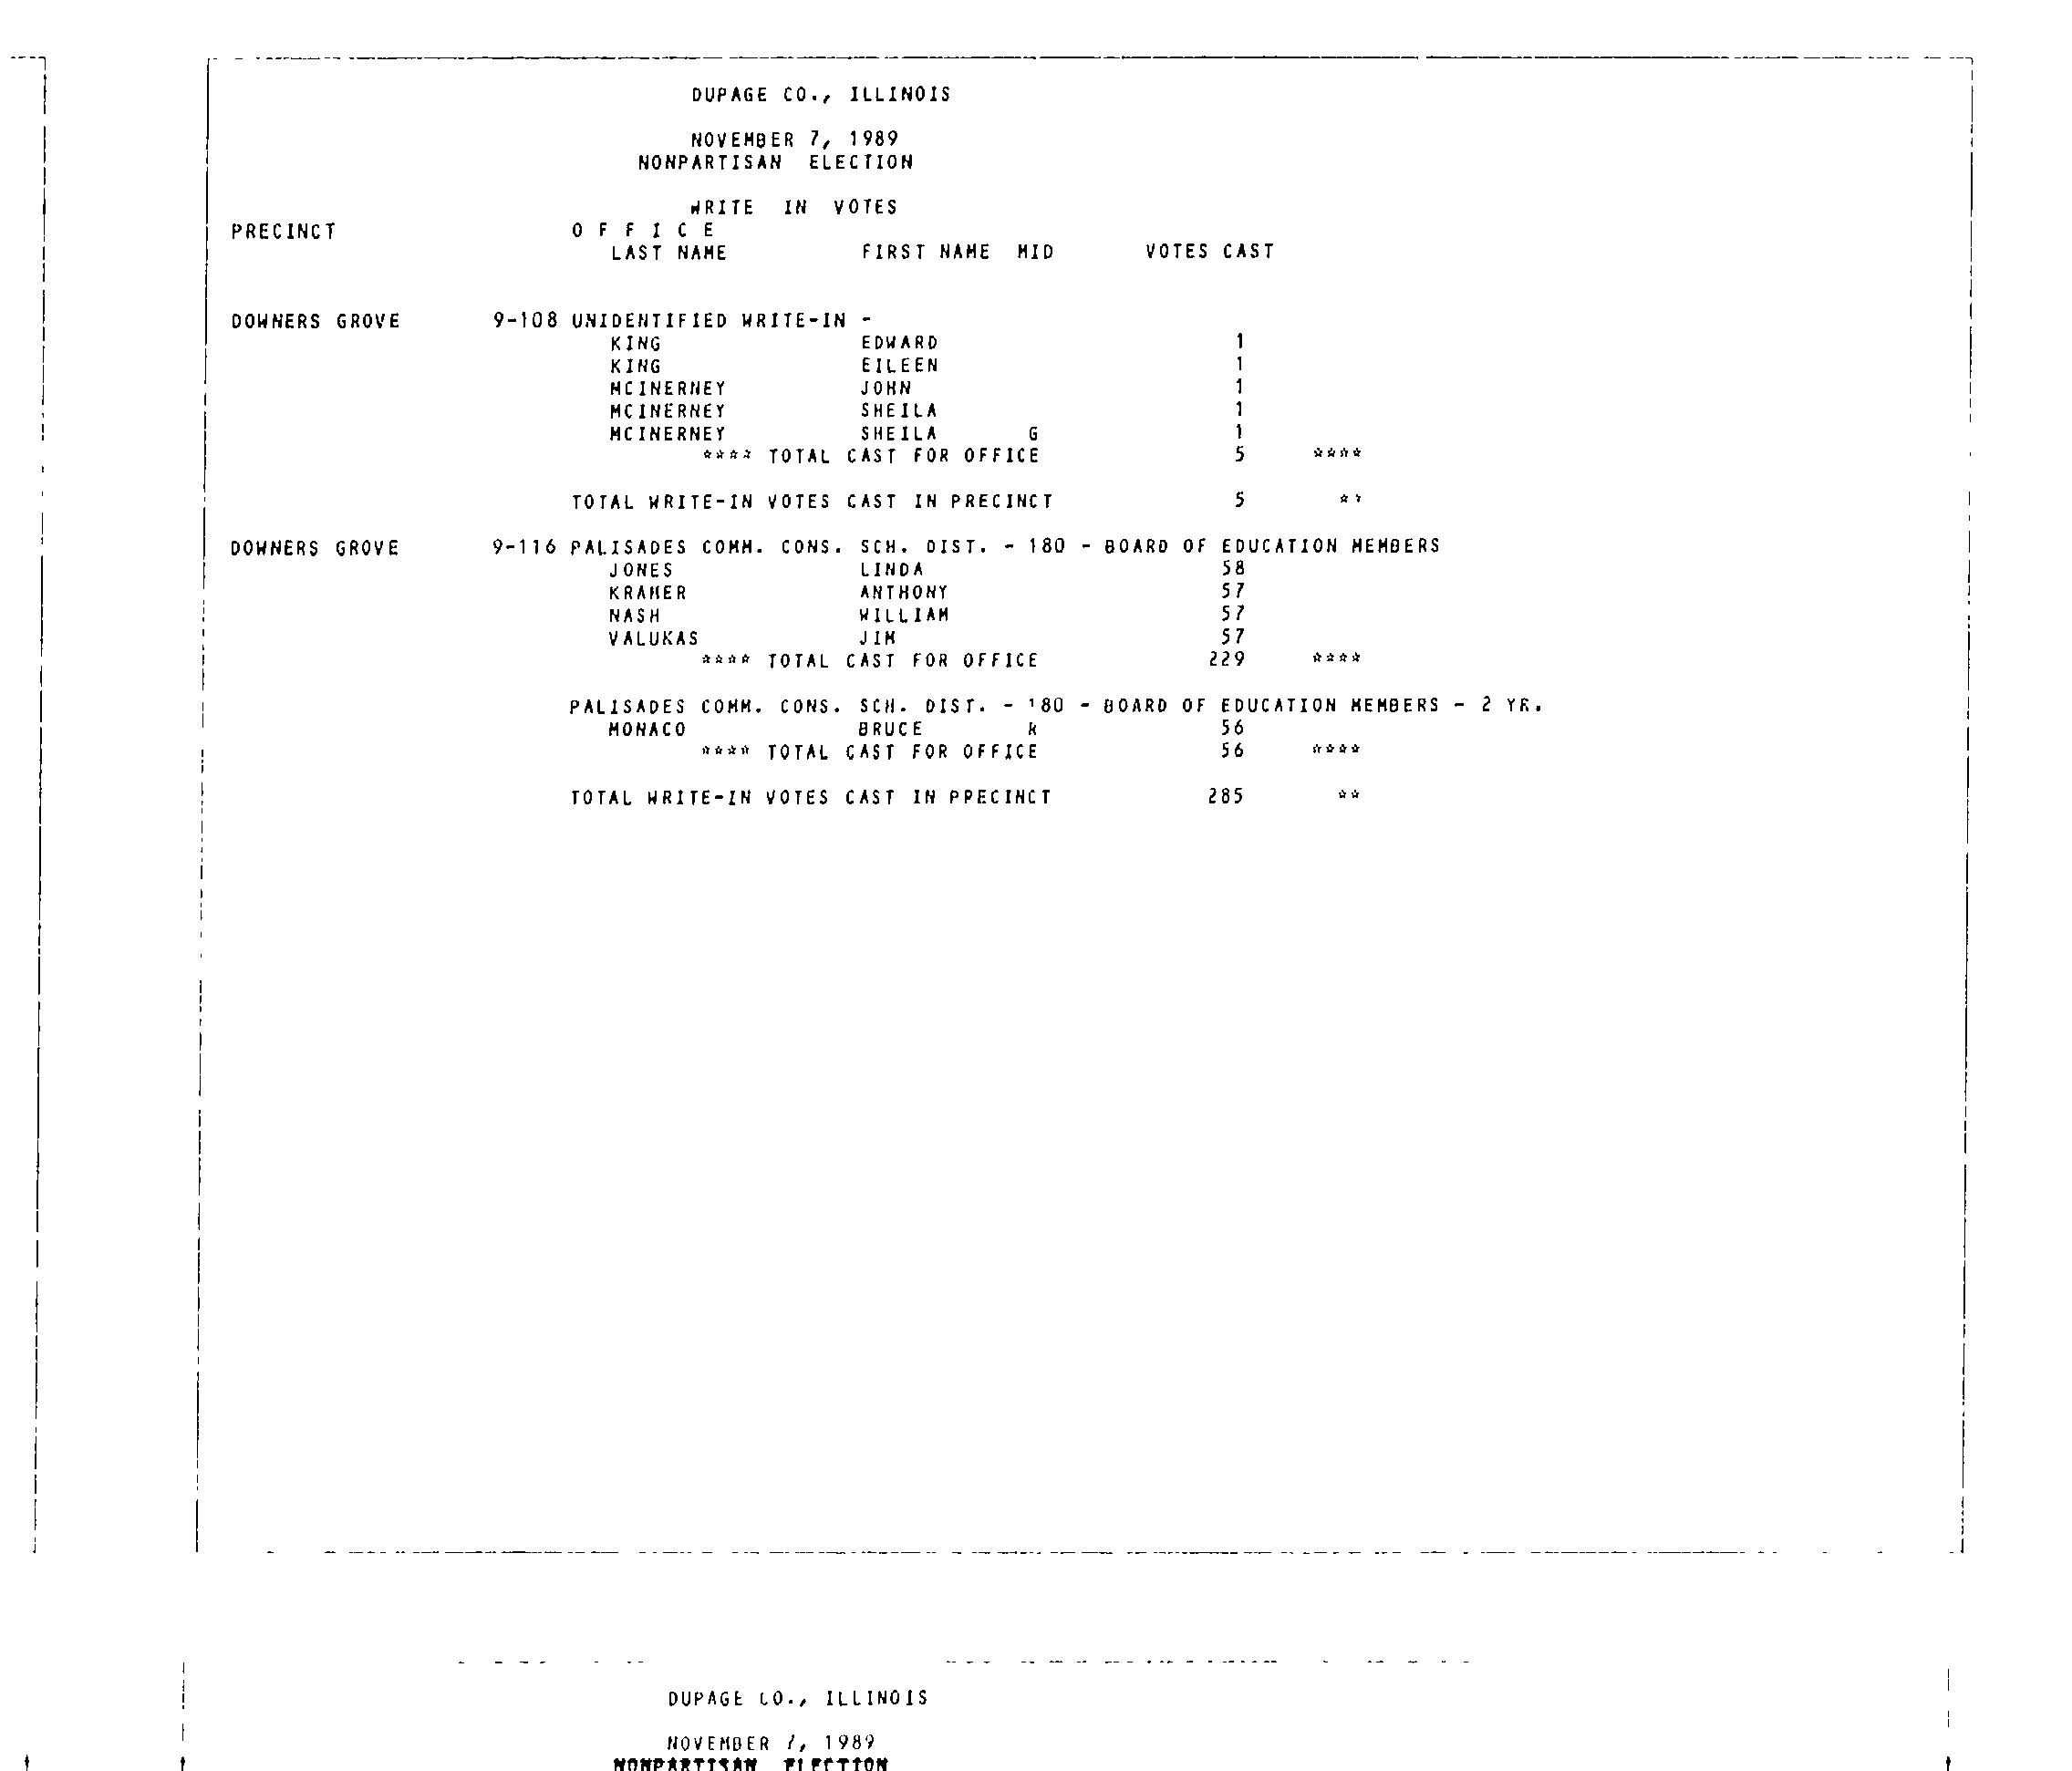 DUPAGE CO., ILLINOIS
NOVEMBER 7, 1989
NONPARTISAN ELECTION
WRITE IN VOTES
PRECINCT O F F I C E
LAST NAME FIRST NAME MID VOTES CAST
DOWNERS GROVE 9-108 UNIDENTIFIED WRITE-IN -
KING EDWARD 1
KING EILEEN 1
MCINERNEY JOHN 1
MCINERNEY SHEILA 1
MCINERNEY SHEILA G 1
**** TOTAL CAST FOR OFFICE 5 ****
TOTAL WRITE-IN VOTES CAST IN PRECINCT 5 **
DOWNERS GROVE 9-116 PALISADES COMM. CONS. SCH. DIST. - 180 - BOARD OF EDUCATION MEMBERS
JONES LINDA 58
KRAMER ANTHONY 57
NASH WILLIAM 57
VALUKAS JIM 57
**** TOTAL CAST FOR OFFICE 229 ****
PALISADES COMM. CONS. SCH. DIST. - 180 - BOARD OF EDUCATION MEMBERS - 2 YR.
MONACO BRUCE R 56
**** TOTAL CAST FOR OFFICE 56 ****
TOTAL WRITE-IN VOTES CAST IN PRECINCT 285 **
DUPAGE CO., ILLINOIS
NOVEMBER 7, 1989
NONPARTISAN ELECTION